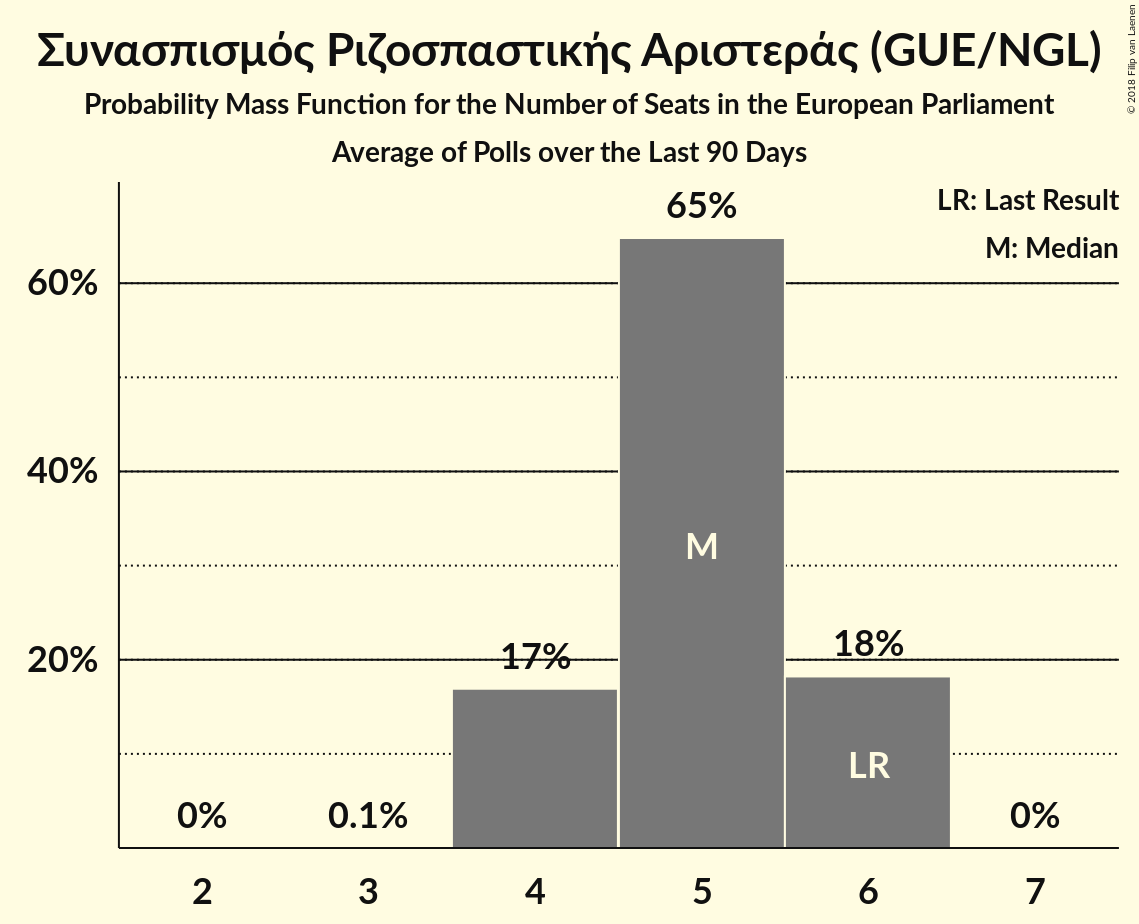 Συνασπισμός Ριζοσπαστικής Αριστεράς (GUE/NGL)
Probability Mass Function for the Number of Seats in the European Parliament
Average of Polls over the Last 90 Days
© 2018 Filip van Laenen
LR: Last Result
M: Median
65%
60%
40%
M
20%
17%
18%
LR
0%
0.1%
0%
2 3 4 5 6 7